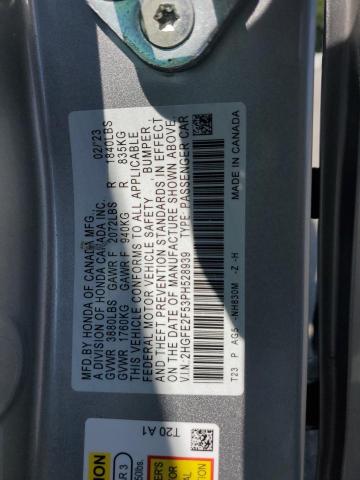 MFD BY HONDA OF CANADA MFG., 02/'23
A DIVISION OF HONDA CANADA INC.
GVWR 3880LBS GAWR F 2072LBS R 1840LBS
GVWR 1760KG GAWR F 940KG R 835KG
THIS VEHICLE CONFORMS TO ALL APPLICABLE
FEDERAL MOTOR VEHICLE SAFETY, BUMPER,
AND THEFT PREVENTION STANDARDS IN EFFECT
ON THE DATE OF MANUFACTURE SHOWN ABOVE.
V.I.N.:2HGFE2F53PH528939 TYPE:PASSENGER CAR
T23 P AG5 -NH830M -Z -H MADE IN CANADA
T20 A1